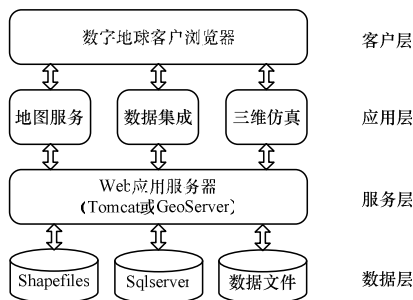 数字地球客户浏览器
客户层
地图服务
数据集成
三维仿真
应用层
Web应用服务器
(Tomcat或GeoServer)
服务层
Shapefiles
Sqlserver
数据文件
数据层